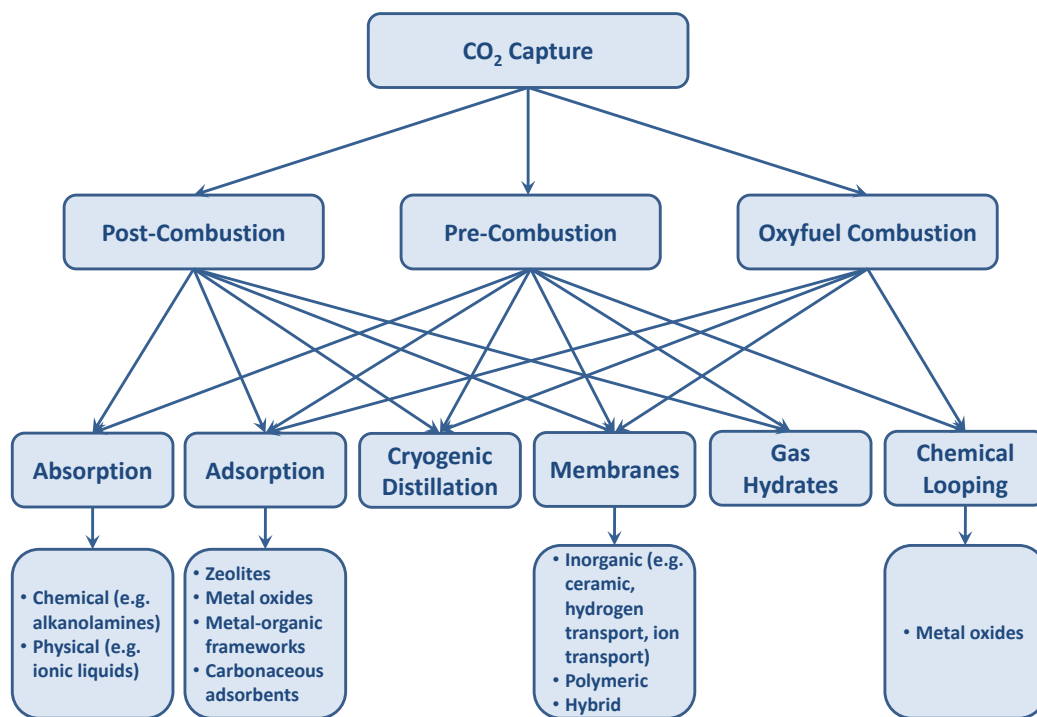 CO₂ Capture
Post-Combustion
Pre-Combustion
Oxyfuel Combustion
Absorption
Adsorption
Cryogenic
Distillation
Membranes
Gas
Hydrates
Chemical
Looping
• Chemical (e.g.
alkanolamines)
• Physical (e.g.
ionic liquids)
• Zeolites
• Metal oxides
• Metal-organic
frameworks
• Carbonaceous
adsorbents
• Inorganic (e.g.
ceramic,
hydrogen
transport, ion
transport)
• Polymeric
• Hybrid
• Metal oxides